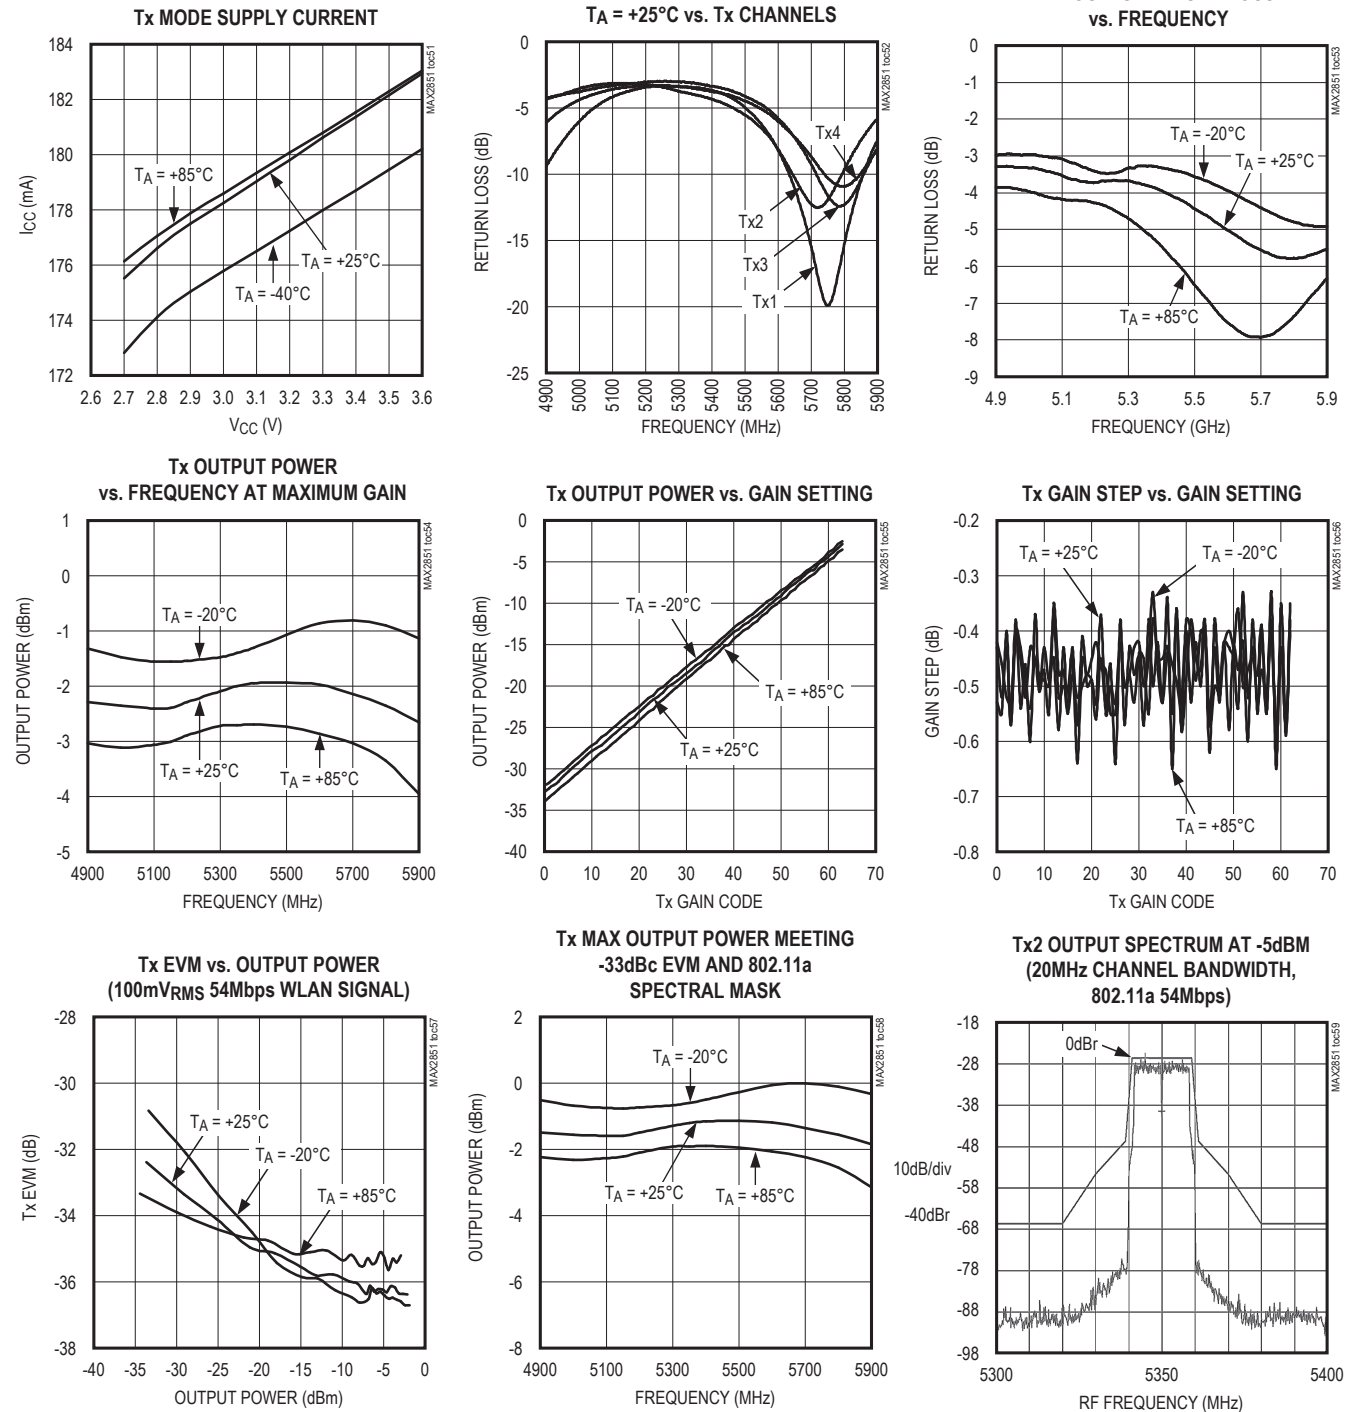 Tx MODE SUPPLY CURRENT
184
182
180
178
176
174
172
ICC (mA)
TA = +85°C
TA = +25°C
TA = -40°C
MAX2851 toc51
2.6 2.7 2.8 2.9 3.0 3.1 3.2 3.3 3.4 3.5 3.6
VCC (V)
TA = +25°C vs. Tx CHANNELS
0
-5
-10
-15
-20
-25
RETURN LOSS (dB)
Tx4
Tx2
Tx3
Tx1
MAX2851 toc52
4900 5000 5100 5200 5300 5400 5500 5600 5700 5800 5900
FREQUENCY (MHz)
vs. FREQUENCY
0
-1
-2
-3
-4
-5
-6
-7
-8
-9
RETURN LOSS (dB)
TA = -20°C
TA = +25°C
TA = +85°C
MAX2851 toc53
4.9 5.1 5.3 5.5 5.7 5.9
FREQUENCY (GHz)
Tx OUTPUT POWER
vs. FREQUENCY AT MAXIMUM GAIN
1
0
-1
-2
-3
-4
-5
OUTPUT POWER (dBm)
TA = -20°C
TA = +25°C
TA = +85°C
MAX2851 toc54
4900 5100 5300 5500 5700 5900
FREQUENCY (MHz)
Tx OUTPUT POWER vs. GAIN SETTING
0
-5
-10
-15
-20
-25
-30
-35
-40
OUTPUT POWER (dBm)
TA = -20°C
TA = +85°C
TA = +25°C
MAX2851 toc55
0 10 20 30 40 50 60 70
Tx GAIN CODE
Tx GAIN STEP vs. GAIN SETTING
-0.2
-0.3
-0.4
-0.5
-0.6
-0.7
-0.8
GAIN STEP (dB)
TA = +25°C
TA = -20°C
TA = +85°C
MAX2851 toc56
0 10 20 30 40 50 60 70
Tx GAIN CODE
Tx EVM vs. OUTPUT POWER
(100mVRMS 54Mbps WLAN SIGNAL)
-28
-30
-32
-34
-36
-38
Tx EVM (dB)
TA = +25°C
TA = -20°C
TA = +85°C
MAX2851 toc57
-40 -35 -30 -25 -20 -15 -10 -5 0
OUTPUT POWER (dBm)
Tx MAX OUTPUT POWER MEETING
-33dBc EVM AND 802.11a
SPECTRAL MASK
2
0
-2
-4
-6
-8
OUTPUT POWER (dBm)
TA = -20°C
TA = +25°C
TA = +85°C
MAX2851 toc58
4900 5100 5300 5500 5700 5900
FREQUENCY (MHz)
Tx2 OUTPUT SPECTRUM AT -5dBM
(20MHz CHANNEL BANDWIDTH,
802.11a 54Mbps)
-18
-28
-38
-48
10dB/div
-58
-40dBr
-68
-78
-88
-98
0dBr
MAX2851 toc59
5300 5350 5400
RF FREQUENCY (MHz)